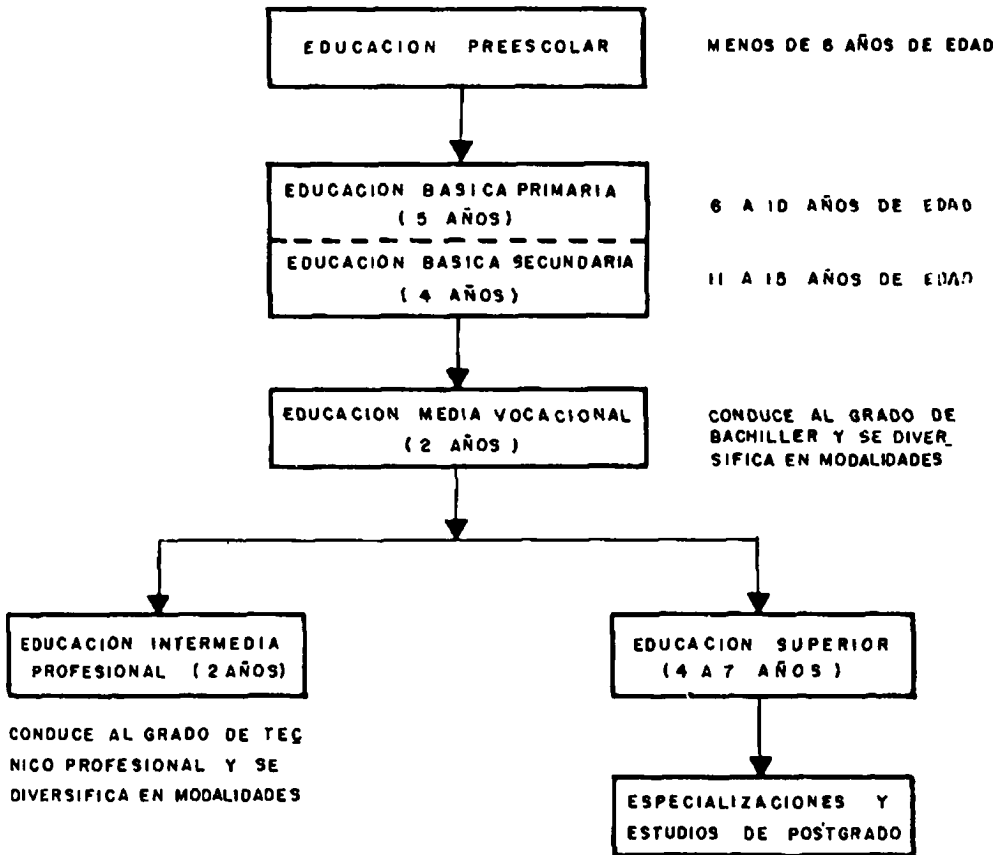 EDUCACION PREESCOLAR
MENOS DE 6 AÑOS DE EDAD
EDUCACION BASICA PRIMARIA
( 5 AÑOS)
6 A 10 AÑOS DE EDAD
EDUCACION BASICA SECUNDARIA
( 4 AÑOS)
11 A 15 AÑOS DE EDAD
EDUCACION MEDIA VOCACIONAL
( 2 AÑOS )
CONDUCE AL GRADO DE
BACHILLER Y SE DIVER_
SIFICA EN MODALIDADES
EDUCACION INTERMEDIA
PROFESIONAL (2 AÑOS)
CONDUCE AL GRADO DE TEC
NICO PROFESIONAL Y SE
DIVERSIFICA EN MODALIDADES
EDUCACION SUPERIOR
(4 A 7 AÑOS )
ESPECIALIZACIONES Y
ESTUDIOS DE POSTGRADO